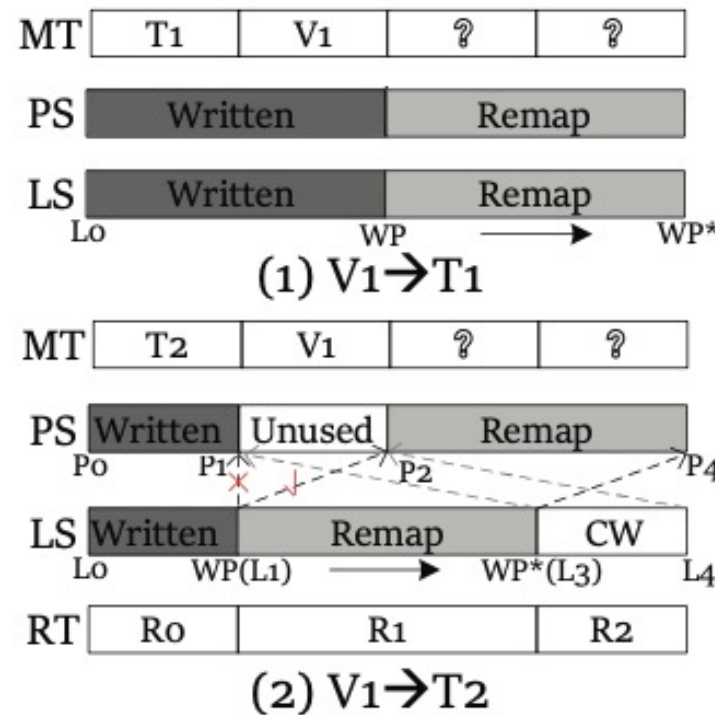 MT T1 V1 ? ?
PS Written Remap
LS Written Remap
L0 WP WP*
(1) V1→T1
MT T2 V1 ? ?
PS Written Unused Remap
P0 P1 P2 P4
LS Written Remap CW
L0 WP(L1) WP*(L3) L4
RT R0 R1 R2
(2) V1→T2